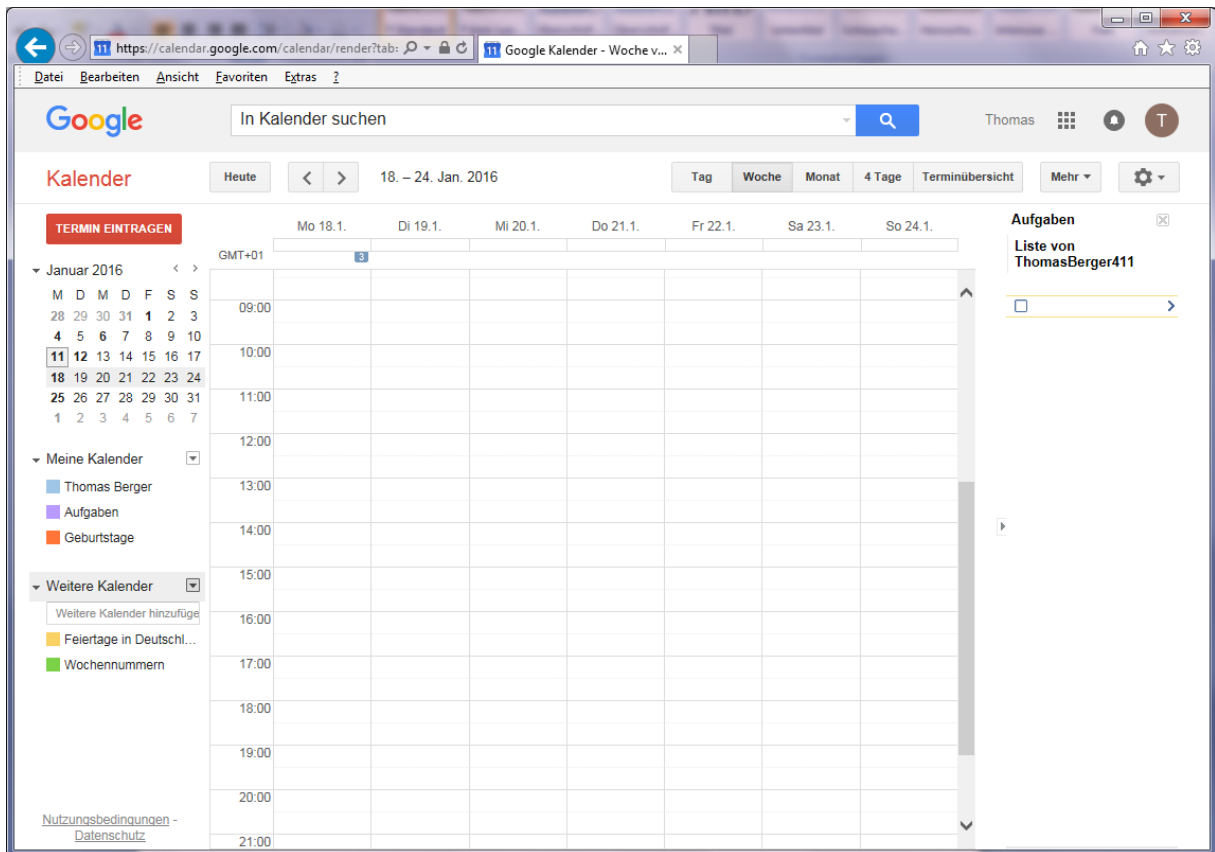 https://calendar.google.com/calendar/render?tab:
11 Google Kalender - Woche v...
Datei Bearbeiten Ansicht Favoriten Extras ?
Google
In Kalender suchen
Thomas
T
Kalender
Heute
18. – 24. Jan. 2016
Tag Woche Monat 4 Tage Terminübersicht
Mehr
TERMIN EINTRAGEN
Januar 2016
M D M D F S S
28 29 30 31 1 2 3
4 5 6 7 8 9 10
11 12 13 14 15 16 17
18 19 20 21 22 23 24
25 26 27 28 29 30 31
1 2 3 4 5 6 7
Meine Kalender
Thomas Berger
Aufgaben
Geburtstage
Weitere Kalender
Weitere Kalender hinzufüge
Feiertage in Deutschl...
Wochennummern
Nutzungsbedingungen -
Datenschutz
Mo 18.1. Di 19.1. Mi 20.1. Do 21.1. Fr 22.1. Sa 23.1. So 24.1.
GMT+01
3
09:00
10:00
11:00
12:00
13:00
14:00
15:00
16:00
17:00
18:00
19:00
20:00
21:00
Aufgaben
Liste von
ThomasBerger411